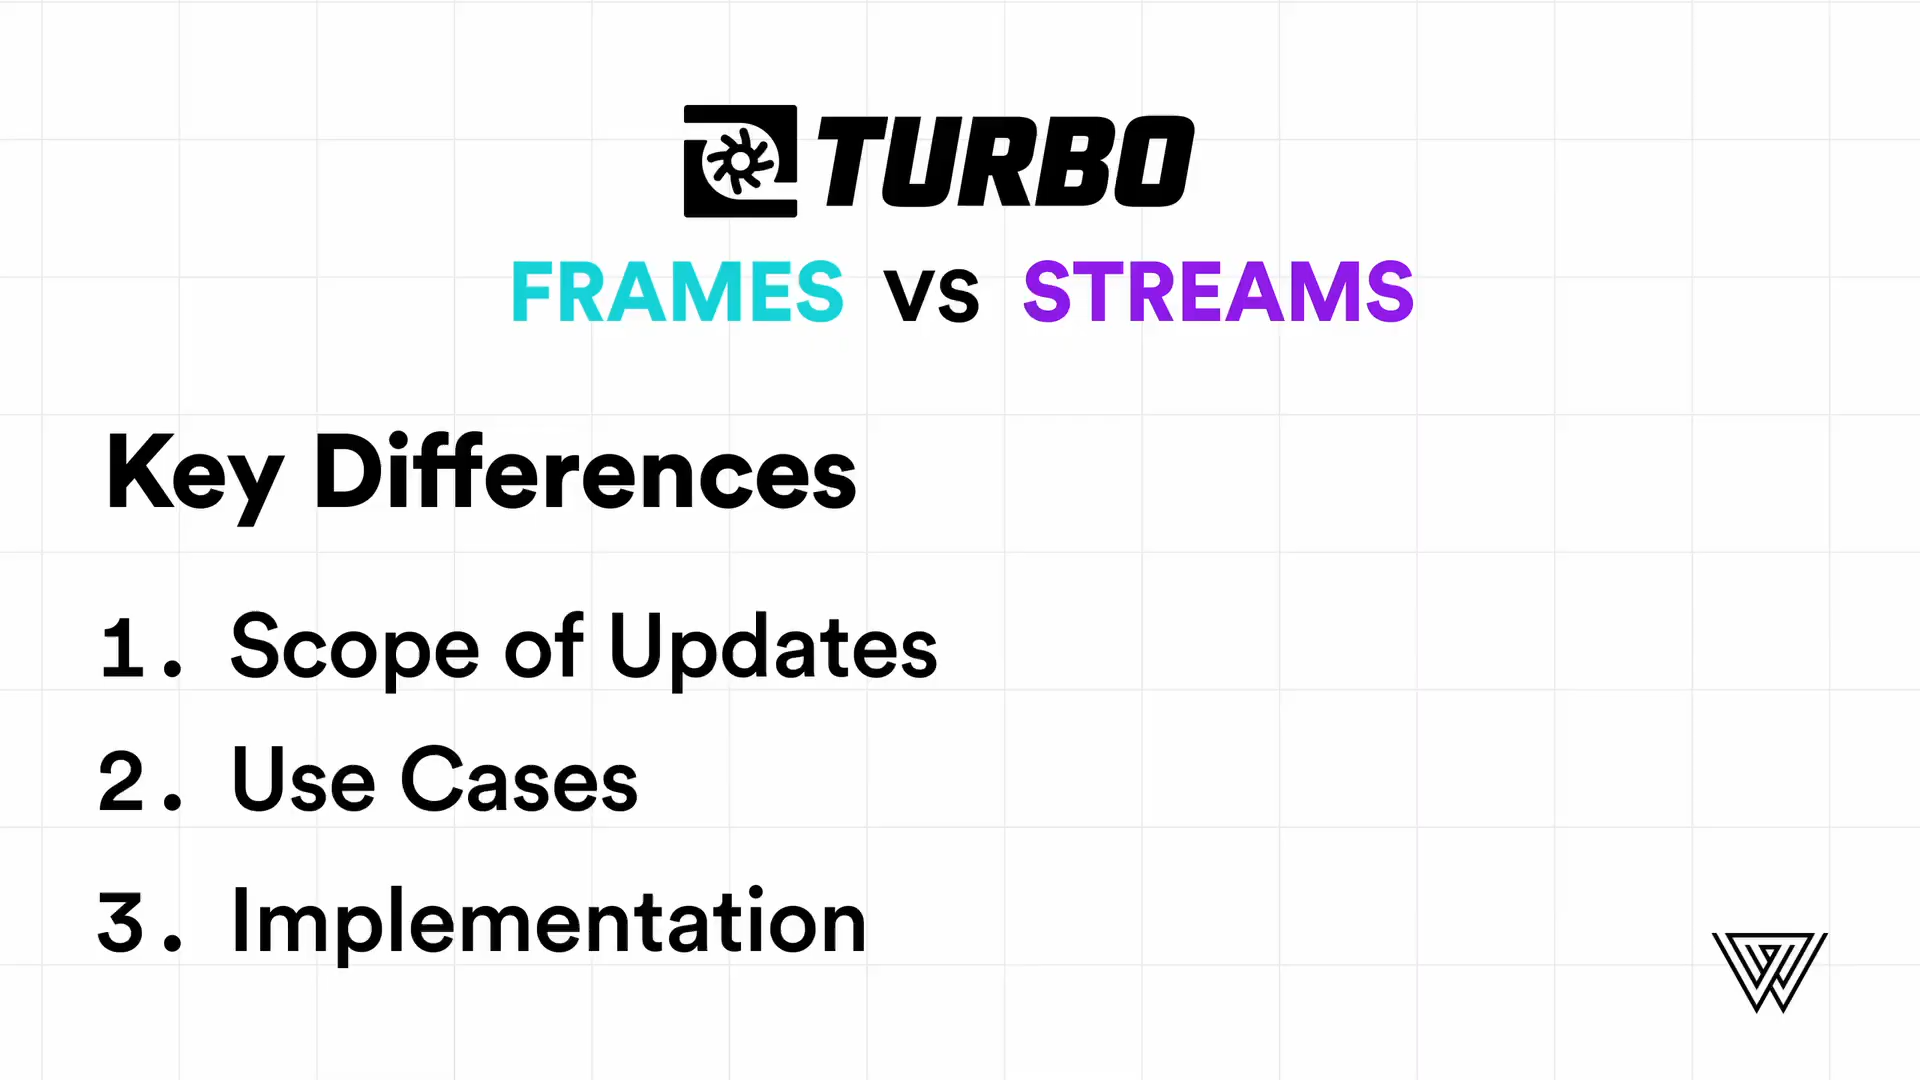 TURBO
FRAMES VS STREAMS
Key Differences
1. Scope of Updates
2. Use Cases
3. Implementation